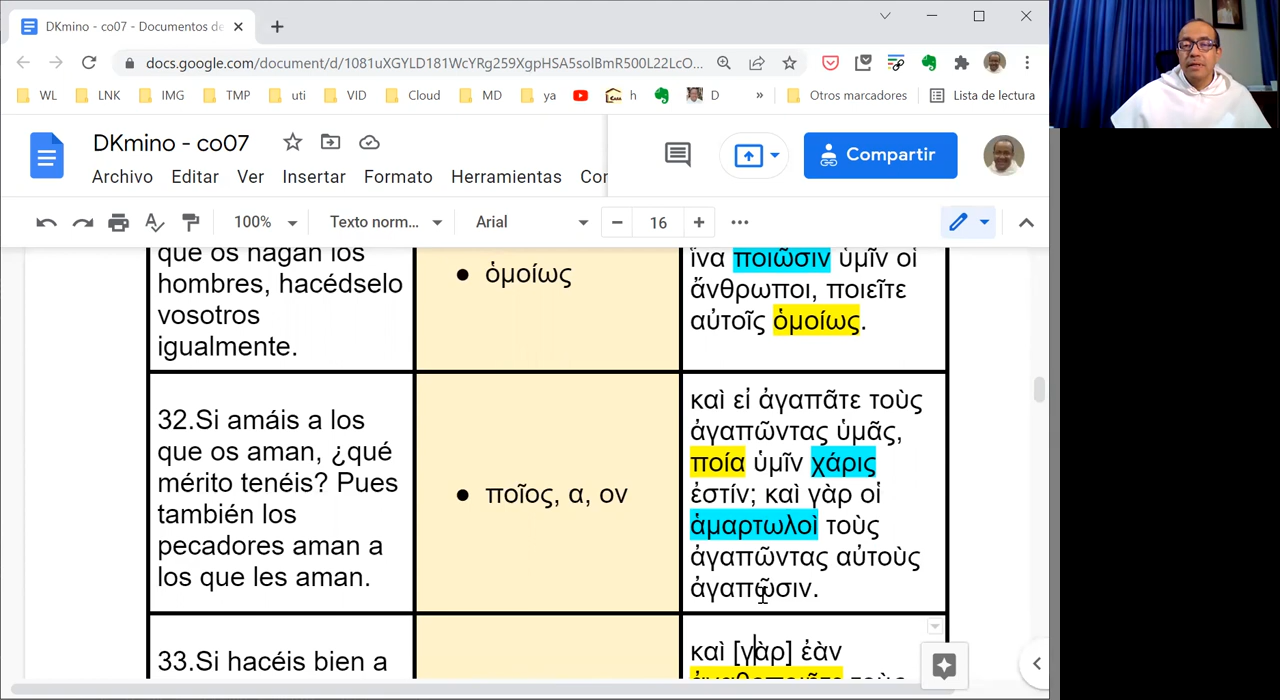 DKmino - co07 - Documentos de
docs.google.com/document/d/1081uXGYLD181WcYRg259XgpHSA5solBmR500L22LcO...
WL LNK IMG TMP uti VID Cloud MD ya h D » Otros marcadores Lista de lectura
DKmino - co07
Compartir
Archivo Editar Ver Insertar Formato Herramientas Cor
100% Texto norm... Arial 16
que os hagan los
hombres, hacédselo
vosotros
igualmente.
● ὁμοίως
ἵνα ποιῶσιν ὑμῖν οἱ
ἄνθρωποι, ποιεῖτε
αὐτοῖς ὁμοίως.
32.Si amáis a los
que os aman, ¿qué
mérito tenéis? Pues
también los
pecadores aman a
los que les aman.
● ποῖος, α, ον
καὶ εἰ ἀγαπᾶτε τοὺς
ἀγαπῶντας ὑμᾶς,
ποία ὑμῖν χάρις
ἐστίν; καὶ γὰρ οἱ
ἁμαρτωλοὶ τοὺς
ἀγαπῶντας αὐτοὺς
ἀγαπῶσιν.
33.Si hacéis bien a
καὶ [γὰρ] ἐὰν
ἀγαθοποιῆτε τοὺς